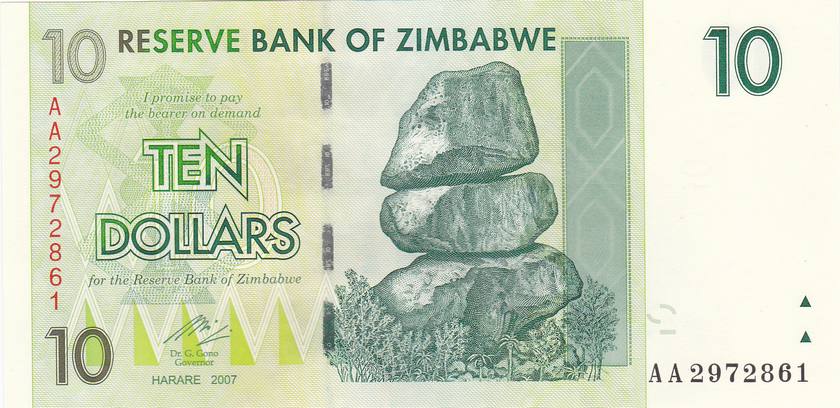 10 RESERVE BANK OF ZIMBABWE 10
I promise to pay
the bearer on demand
TEN
DOLLARS
for the Reserve Bank of Zimbabwe
Dr. G. Gono
Governor
HARARE 2007
10
AA2972861
AA2972861